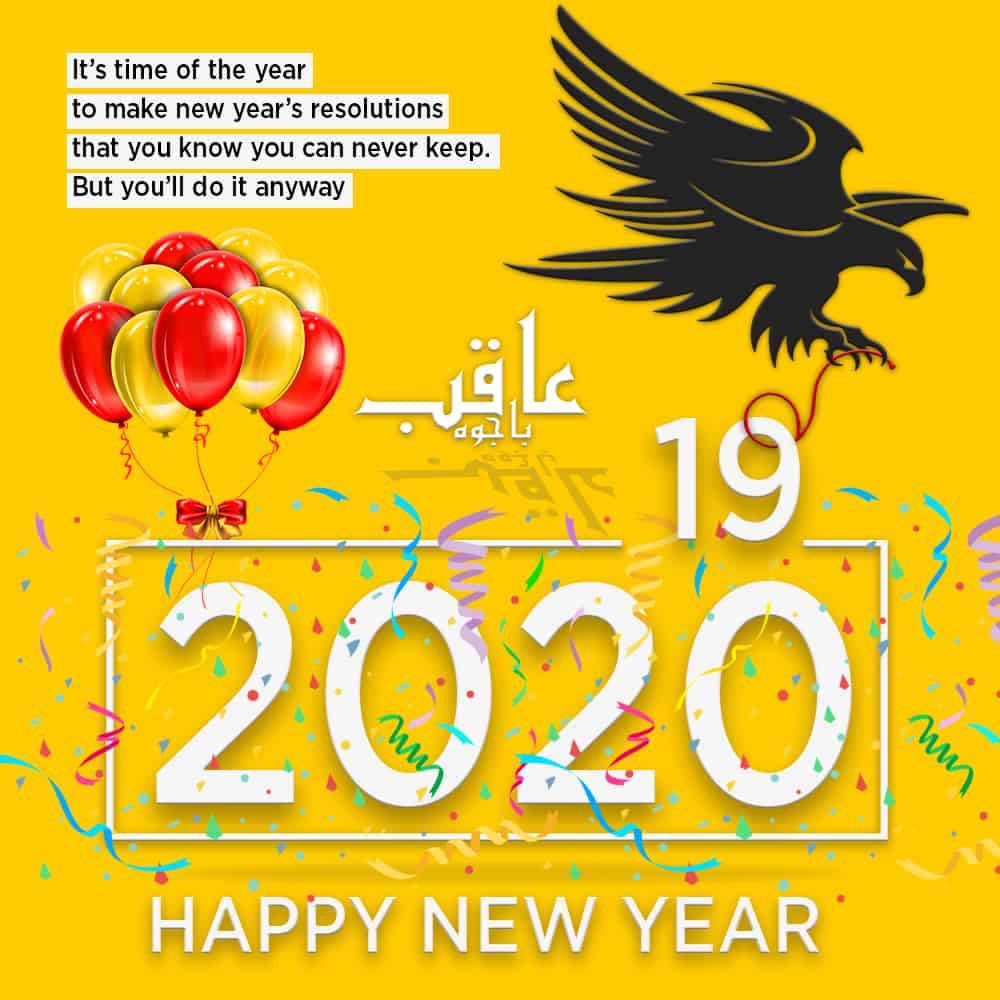 It's time of the year
to make new year's resolutions
that you know you can never keep.
But you'll do it anyway
عاقب
باجوہ
19
2020
HAPPY NEW YEAR